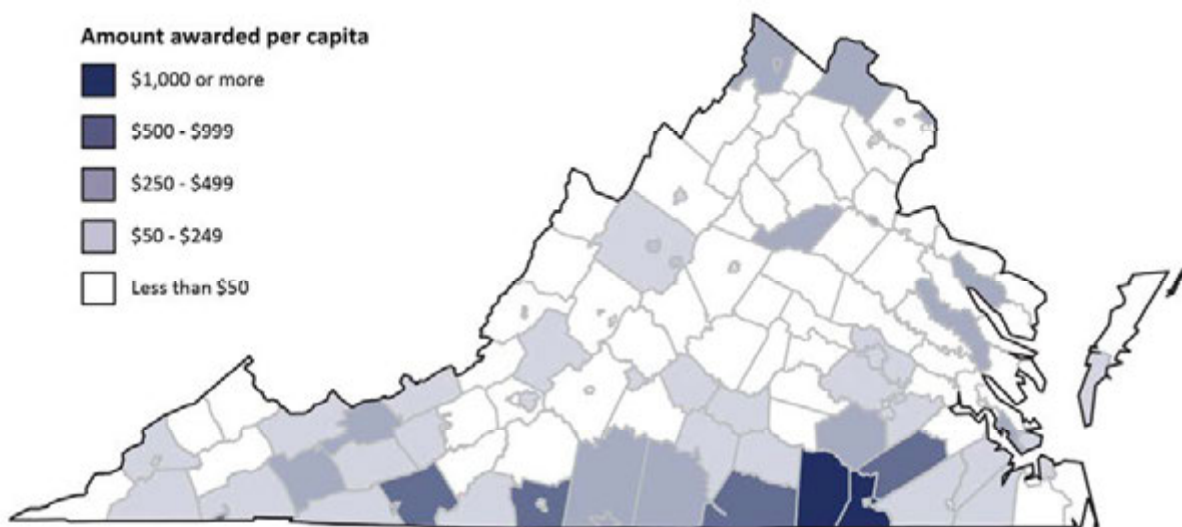 Amount awarded per capita
$1,000 or more
$500 - $999
$250 - $499
$50 - $249
Less than $50